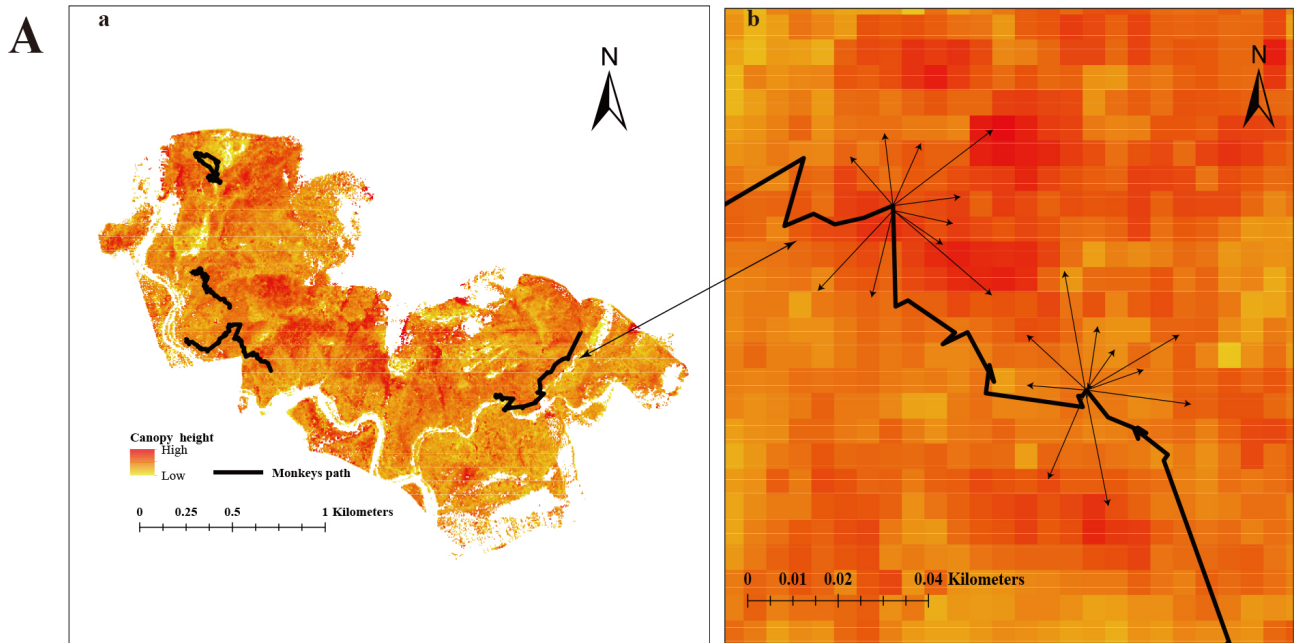 A
a
N
Canopy height
High
Low
Monkeys path
0 0.25 0.5 1 Kilometers
b
N
0 0.01 0.02 0.04 Kilometers